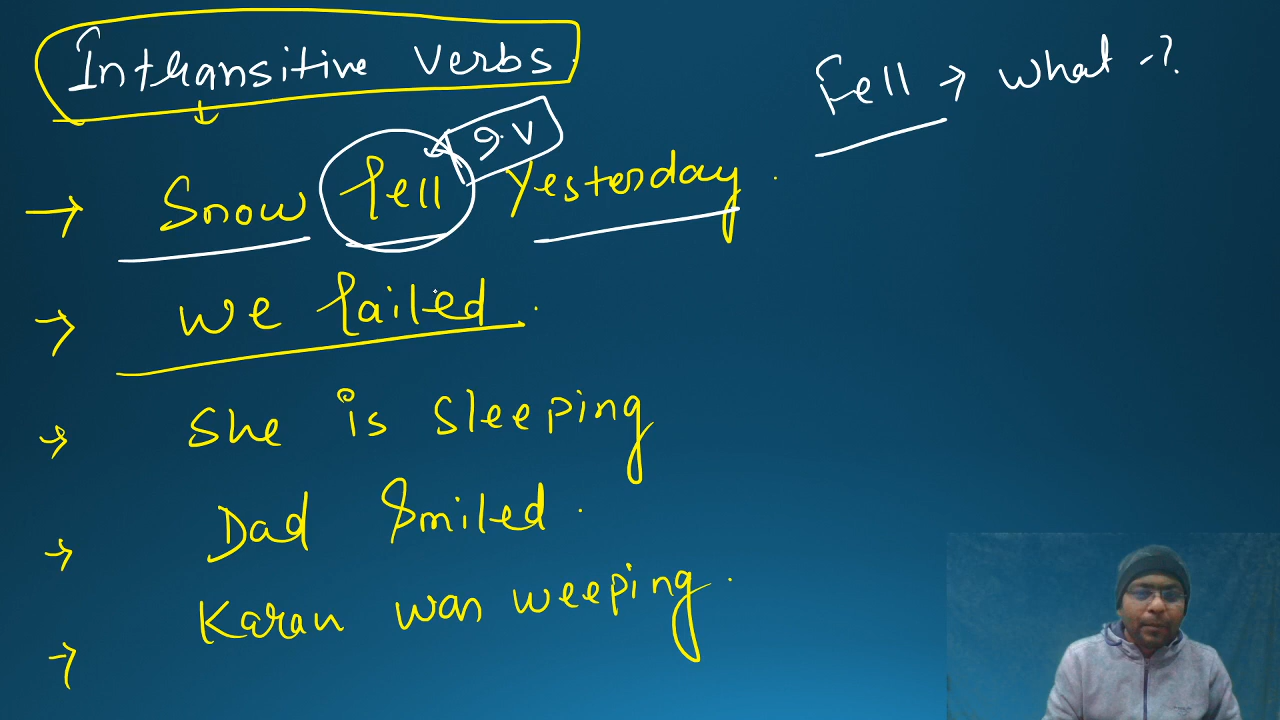 Intransitive Verbs.
Fell → What -?
I.V
→ Snow fell Yesterday.
→ We failed.
→ She is sleeping
→ Dad Smiled.
→ Karan was weeping.